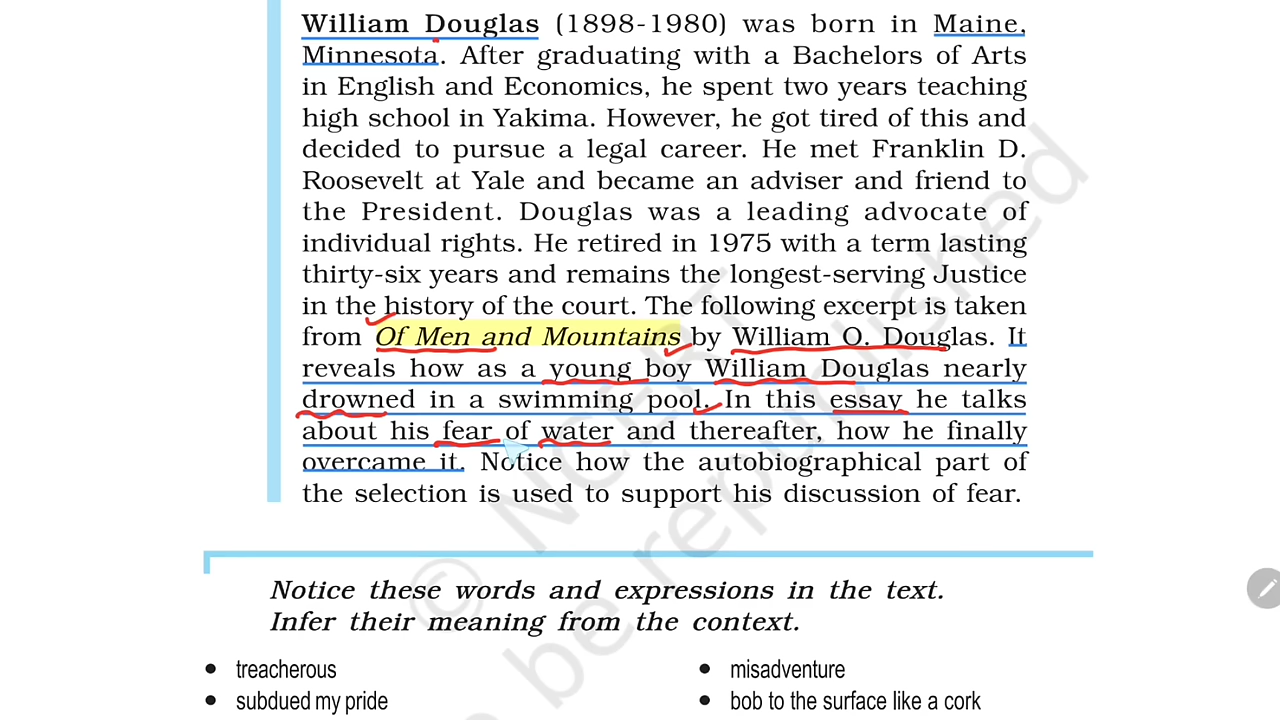 William Douglas (1898-1980) was born in Maine,
Minnesota. After graduating with a Bachelors of Arts
in English and Economics, he spent two years teaching
high school in Yakima. However, he got tired of this and
decided to pursue a legal career. He met Franklin D.
Roosevelt at Yale and became an adviser and friend to
the President. Douglas was a leading advocate of
individual rights. He retired in 1975 with a term lasting
thirty-six years and remains the longest-serving Justice
in the history of the court. The following excerpt is taken
from Of Men and Mountains by William O. Douglas. It
reveals how as a young boy William Douglas nearly
drowned in a swimming pool. In this essay he talks
about his fear of water and thereafter, how he finally
overcame it. Notice how the autobiographical part of
the selection is used to support his discussion of fear.
© NCERT
be republished
Notice these words and expressions in the text.
Infer their meaning from the context.
• treacherous
• misadventure
• subdued my pride
• bob to the surface like a cork